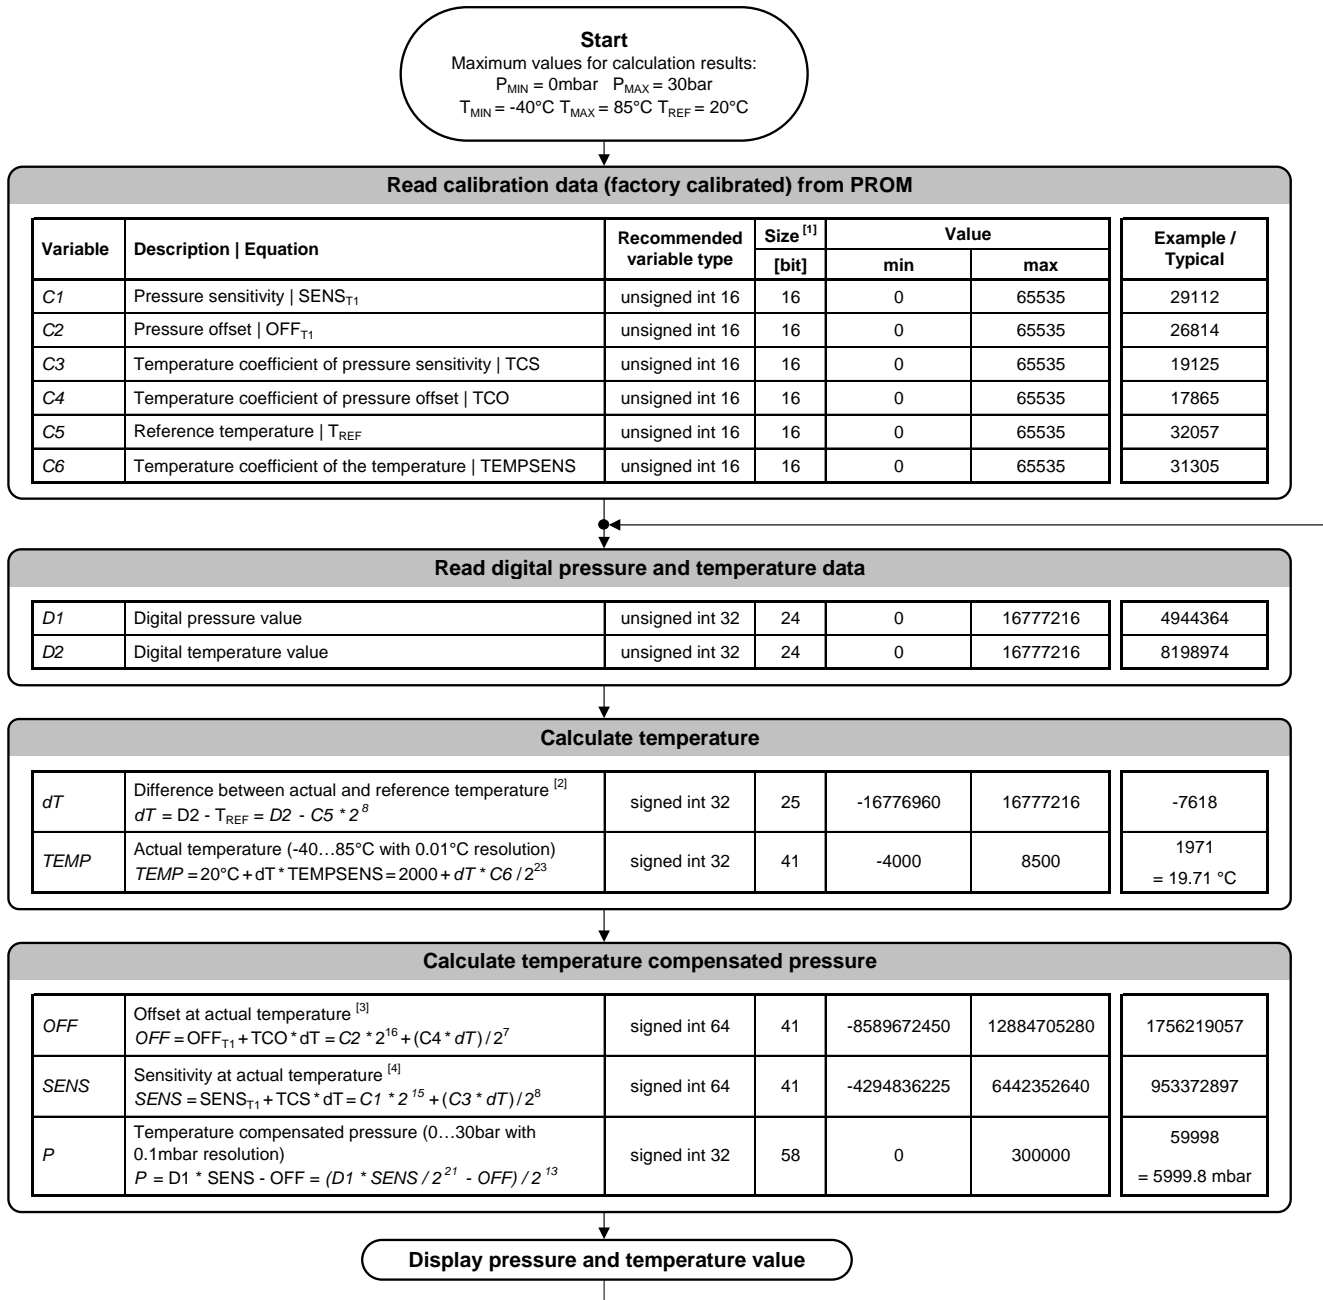 Start
Maximum values for calculation results:
P_MIN = 0mbar P_MAX = 30bar
T_MIN = -40°C T_MAX = 85°C T_REF = 20°C
Read calibration data (factory calibrated) from PROM
Variable Description | Equation Recommended variable type Size [1] [bit] Value min max Example / Typical
C1 Pressure sensitivity | SENS_T1 unsigned int 16 16 0 65535 29112
C2 Pressure offset | OFF_T1 unsigned int 16 16 0 65535 26814
C3 Temperature coefficient of pressure sensitivity | TCS unsigned int 16 16 0 65535 19125
C4 Temperature coefficient of pressure offset | TCO unsigned int 16 16 0 65535 17865
C5 Reference temperature | T_REF unsigned int 16 16 0 65535 32057
C6 Temperature coefficient of the temperature | TEMPSENS unsigned int 16 16 0 65535 31305
Read digital pressure and temperature data
D1 Digital pressure value unsigned int 32 24 0 16777216 4944364
D2 Digital temperature value unsigned int 32 24 0 16777216 8198974
Calculate temperature
dT Difference between actual and reference temperature [2]
dT = D2 - T_REF = D2 - C5 * 2^8 signed int 32 25 -16776960 16777216 -7618
TEMP Actual temperature (-40…85°C with 0.01°C resolution)
TEMP = 20°C + dT * TEMPSENS = 2000 + dT * C6 / 2^23 signed int 32 41 -4000 8500 1971
= 19.71 °C
Calculate temperature compensated pressure
OFF Offset at actual temperature [3]
OFF = OFF_T1 + TCO * dT = C2 * 2^16 + (C4 * dT) / 2^7 signed int 64 41 -8589672450 12884705280 1756219057
SENS Sensitivity at actual temperature [4]
SENS = SENS_T1 + TCS * dT = C1 * 2^15 + (C3 * dT) / 2^8 signed int 64 41 -4294836225 6442352640 953372897
P Temperature compensated pressure (0…30bar with
0.1mbar resolution)
P = D1 * SENS - OFF = (D1 * SENS / 2^21 - OFF) / 2^13 signed int 32 58 0 300000 59998
= 5999.8 mbar
Display pressure and temperature value